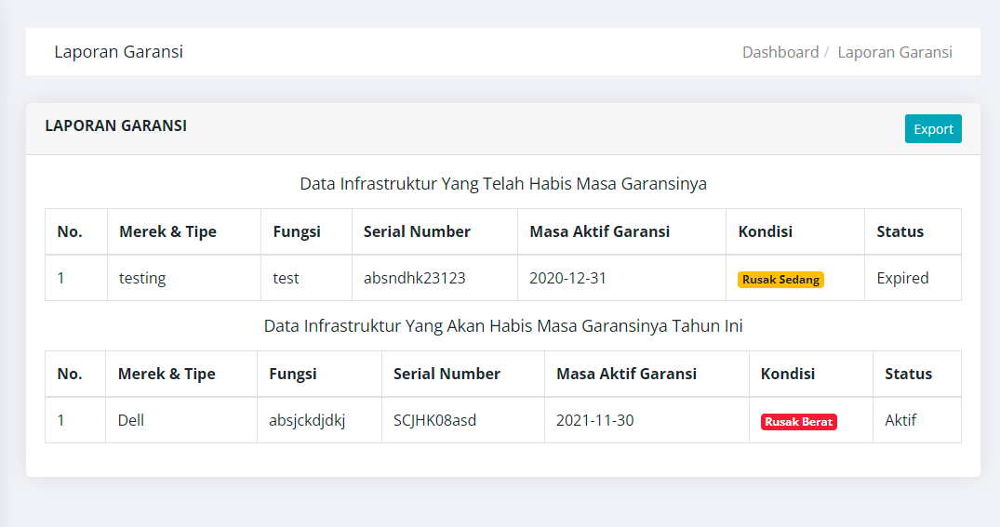 Laporan Garansi
Dashboard / Laporan Garansi
LAPORAN GARANSI
Export
Data Infrastruktur Yang Telah Habis Masa Garansinya
No. Merek & Tipe Fungsi Serial Number Masa Aktif Garansi Kondisi Status
1 testing test absndhk23123 2020-12-31 Rusak Sedang Expired
Data Infrastruktur Yang Akan Habis Masa Garansinya Tahun Ini
No. Merek & Tipe Fungsi Serial Number Masa Aktif Garansi Kondisi Status
1 Dell absjckdjdkj SCJHK08asd 2021-11-30 Rusak Berat Aktif